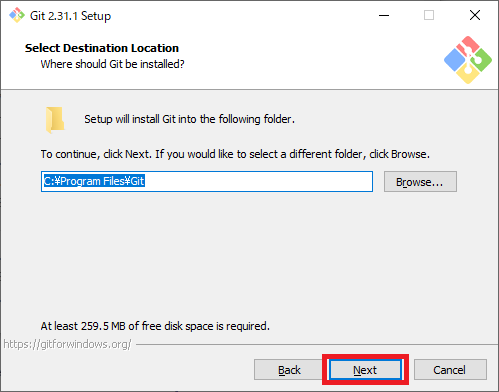 Git 2.31.1 Setup
Select Destination Location
Where should Git be installed?
Setup will install Git into the following folder.
To continue, click Next. If you would like to select a different folder, click Browse.
C:¥Program Files¥Git
Browse...
At least 259.5 MB of free disk space is required.
https://gitforwindows.org/
Back
Next
Cancel